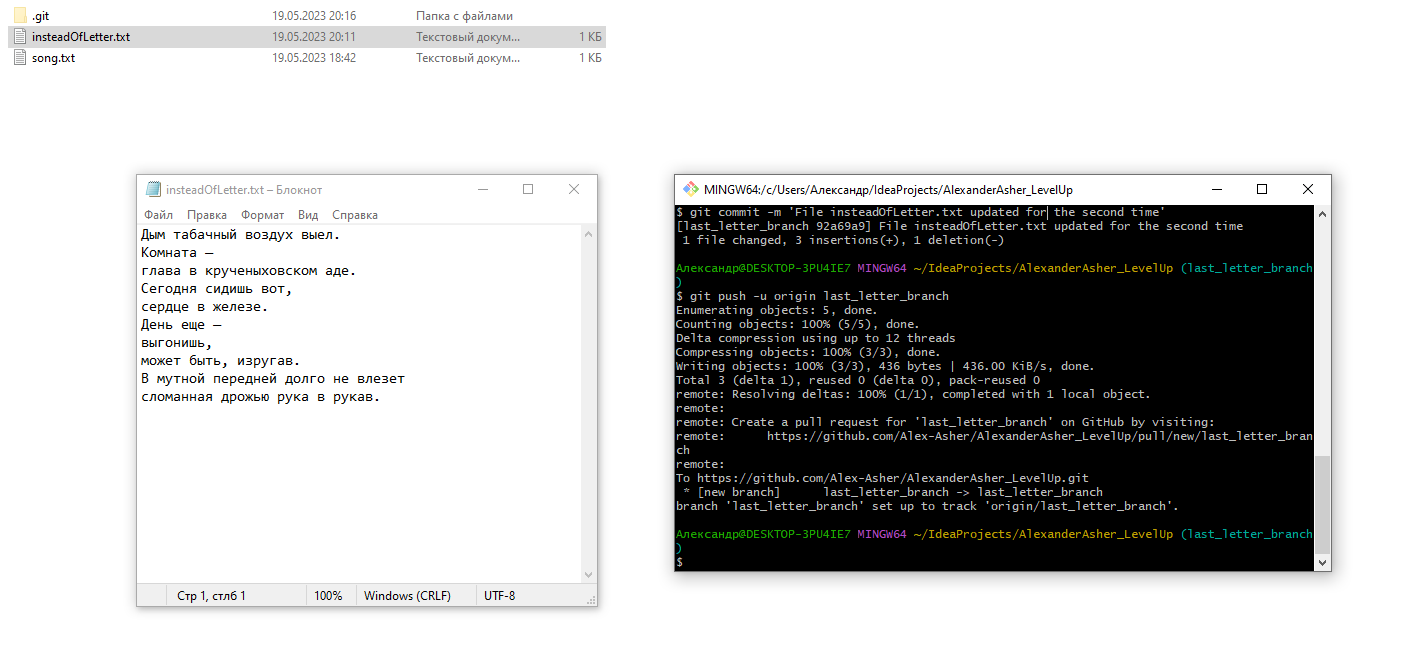 .git 19.05.2023 20:16 Папка с файлами
insteadOfLetter.txt 19.05.2023 20:11 Текстовый докум... 1 КБ
song.txt 19.05.2023 18:42 Текстовый докум... 1 КБ
insteadOfLetter.txt – Блокнот
Файл Правка Формат Вид Справка
Дым табачный воздух выел.
Комната —
глава в крученыховском аде.
Сегодня сидишь вот,
сердце в железе.
День еще —
выгонишь,
может быть, изругав.
В мутной передней долго не влезет
сломанная дрожью рука в рукав.
Стр 1, стлб 1 100% Windows (CRLF) UTF-8
MINGW64:/c/Users/Александр/IdeaProjects/AlexanderAsher_LevelUp
$ git commit -m 'File insteadOfLetter.txt updated for the second time'
[last_letter_branch 92a69a9] File insteadOfLetter.txt updated for the second time
1 file changed, 3 insertions(+), 1 deletion(-)
Александр@DESKTOP-3PU4IE7 MINGW64 ~/IdeaProjects/AlexanderAsher_LevelUp (last_letter_branch
)
$ git push -u origin last_letter_branch
Enumerating objects: 5, done.
Counting objects: 100% (5/5), done.
Delta compression using up to 12 threads
Compressing objects: 100% (3/3), done.
Writing objects: 100% (3/3), 436 bytes | 436.00 KiB/s, done.
Total 3 (delta 1), reused 0 (delta 0), pack-reused 0
remote: Resolving deltas: 100% (1/1), completed with 1 local object.
remote:
remote: Create a pull request for 'last_letter_branch' on GitHub by visiting:
remote:      https://github.com/Alex-Asher/AlexanderAsher_LevelUp/pull/new/last_letter_bran
ch
remote:
To https://github.com/Alex-Asher/AlexanderAsher_LevelUp.git
* [new branch]      last_letter_branch -> last_letter_branch
branch 'last_letter_branch' set up to track 'origin/last_letter_branch'.
Александр@DESKTOP-3PU4IE7 MINGW64 ~/IdeaProjects/AlexanderAsher_LevelUp (last_letter_branch
)
$